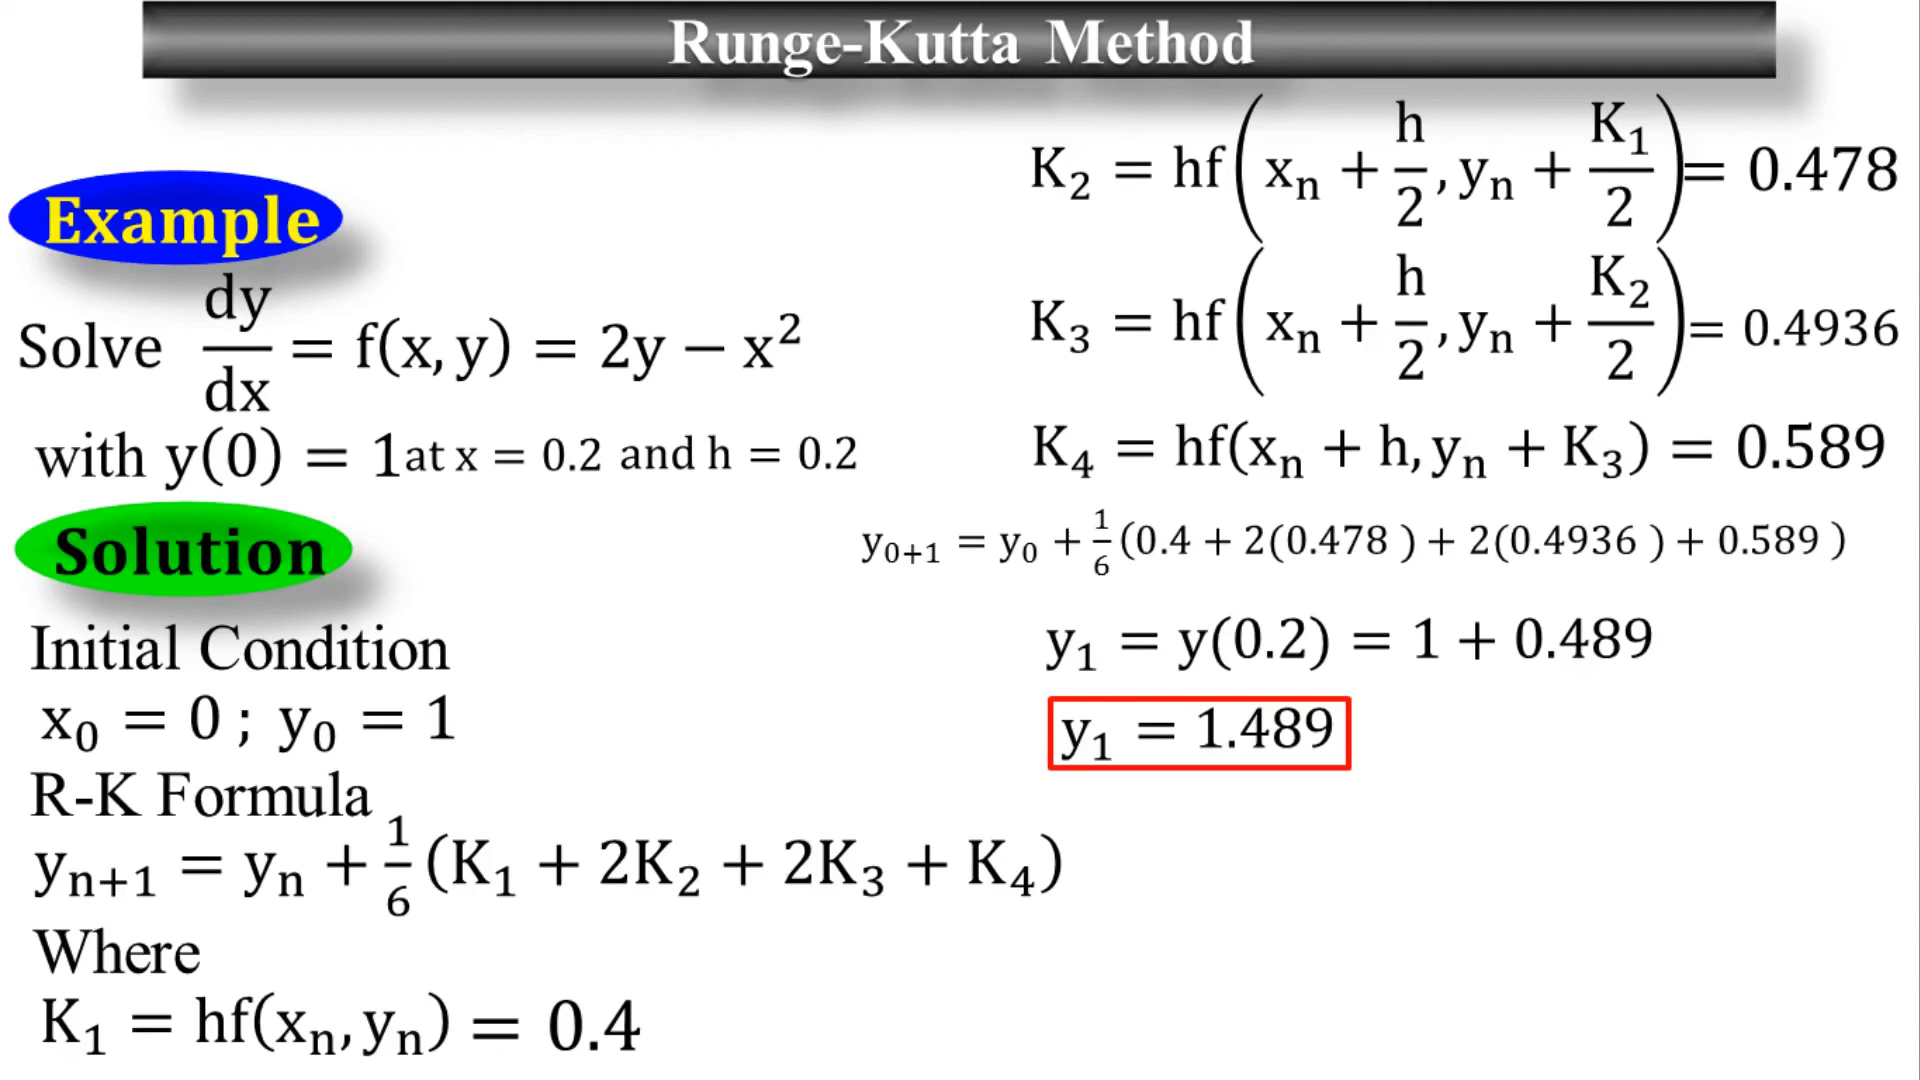 Runge-Kutta Method
Example
Solve dy/dx = f(x, y) = 2y − x²
with y(0) = 1 at x = 0.2 and h = 0.2
Solution
Initial Condition
x₀ = 0 ; y₀ = 1
R-K Formula
yₙ₊₁ = yₙ + 1/6 (K₁ + 2K₂ + 2K₃ + K₄)
Where
K₁ = hf(xₙ, yₙ) = 0.4
K₂ = hf(xₙ + h/2, yₙ + K₁/2) = 0.478
K₃ = hf(xₙ + h/2, yₙ + K₂/2) = 0.4936
K₄ = hf(xₙ + h, yₙ + K₃) = 0.589
y₀₊₁ = y₀ + 1/6 (0.4 + 2(0.478 ) + 2(0.4936 ) + 0.589 )
y₁ = y(0.2) = 1 + 0.489
y₁ = 1.489